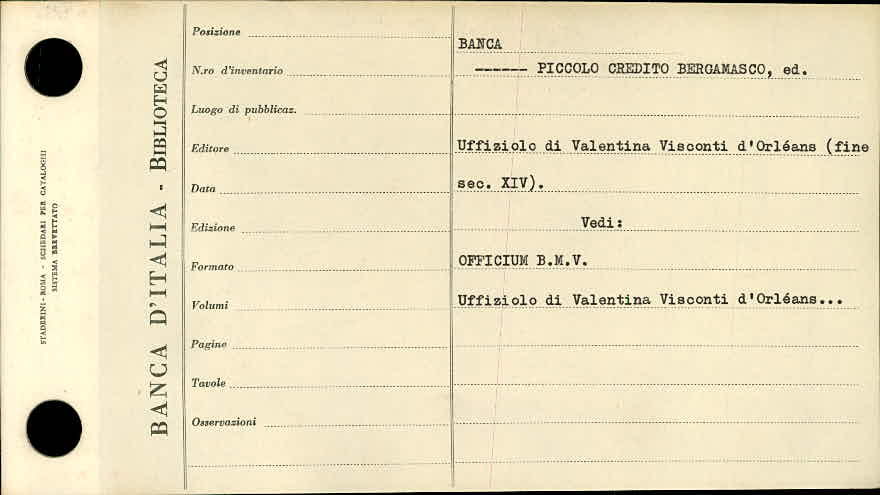 STADERINI - ROMA - SCHEDARI PER CATALOGHI
SISTEMA BREVETTATO
BANCA D'ITALIA - BIBLIOTECA
Posizione
N.ro d'inventario
Luogo di pubblicaz.
Editore
Data
Edizione
Formato
Volumi
Pagine
Tavole
Osservazioni
BANCA
------ PICCOLO CREDITO BERGAMASCO, ed.
Uffiziolo di Valentina Visconti d'Orléans (fine
sec. XIV).
Vedi:
OFFICIUM B.M.V.
Uffiziolo di Valentina Visconti d'Orléans...